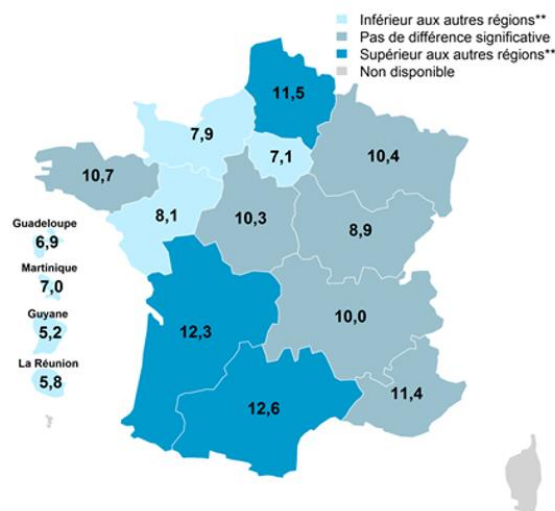 Inférieur aux autres régions**
Pas de différence significative
Supérieur aux autres régions**
Non disponible
11,5
7,9
7,1
10,4
10,7
8,1
10,3
8,9
Guadeloupe
6,9
Martinique
7,0
Guyane
5,2
La Réunion
5,8
12,3
10,0
11,4
12,6